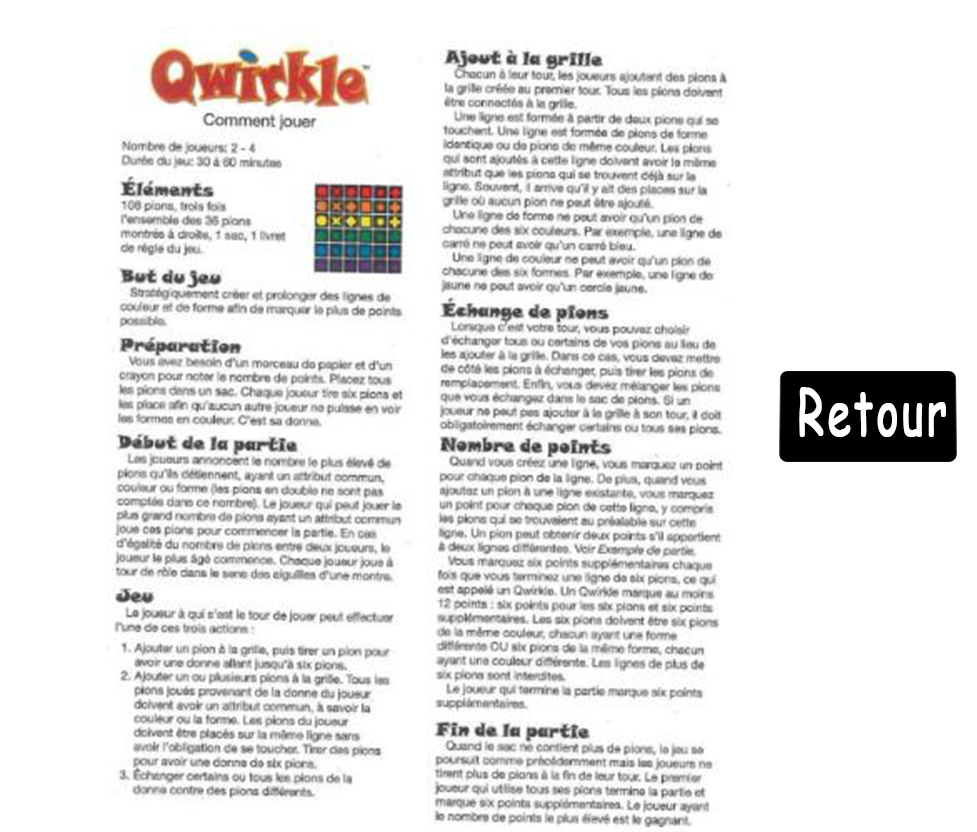 Qwirkle™
Comment jouer
Nombre de joueurs: 2 - 4
Durée du jeu: 30 à 60 minutes
Éléments
108 pions, trois fois
l'ensemble des 36 pions
montrés à droite, 1 sac, 1 livret
de règle du jeu.
But du jeu
Stratégiquement créer et prolonger des lignes de
couleur et de forme afin de marquer le plus de points
possible.
Préparation
Vous avez besoin d'un morceau de papier et d'un
crayon pour noter le nombre de points. Placez tous
les pions dans un sac. Chaque joueur tire six pions et
les place afin qu'aucun autre joueur ne puisse en voir
les formes en couleur. C'est sa donne.
Début de la partie
Les joueurs annoncent le nombre le plus élevé de
pions qu'ils détiennent, ayant un attribut commun,
couleur ou forme (les pions en double ne sont pas
comptés dans ce nombre). Le joueur qui peut jouer le
plus grand nombre de pions ayant un attribut commun
joue ces pions pour commencer la partie. En cas
d'égalité du nombre de pions entre deux joueurs, le
joueur le plus âgé commence. Chaque joueur joue à
tour de rôle dans le sens des aiguilles d'une montre.
Jeu
Le joueur à qui s'est le tour de jouer peut effectuer
l'une de ces trois actions :
1. Ajouter un pion à la grille, puis tirer un pion pour
avoir une donne allant jusqu'à six pions.
2. Ajouter un ou plusieurs pions à la grille. Tous les
pions joués provenant de la donne du joueur
doivent avoir un attribut commun, à savoir la
couleur ou la forme. Les pions du joueur
doivent être placés sur la même ligne sans
avoir l'obligation de se toucher. Tirer des pions
pour avoir une donne de six pions.
3. Échanger certains ou tous les pions de la
donne contre des pions différents.
Ajout à la grille
Chacun à leur tour, les joueurs ajoutent des pions à
la grille créée au premier tour. Tous les pions doivent
être connectés à la grille.
Une ligne est formée à partir de deux pions qui se
touchent. Une ligne est formée de pions de forme
identique ou de pions de même couleur. Les pions
qui sont ajoutés à cette ligne doivent avoir le même
attribut que les pions qui se trouvent déjà sur la
ligne. Souvent, il arrive qu'il y ait des places sur la
grille où aucun pion ne peut être ajouté.
Une ligne de forme ne peut avoir qu'un pion de
chacune des six couleurs. Par exemple, une ligne de
carré ne peut avoir qu'un carré bleu.
Une ligne de couleur ne peut avoir qu'un pion de
chacune des six formes. Par exemple, une ligne de
jaune ne peut avoir qu'un cercle jaune.
Échange de pions
Lorsque c'est votre tour, vous pouvez choisir
d'échanger tous ou certains de vos pions au lieu de
les ajouter à la grille. Dans ce cas, vous devez mettre
de côté les pions à échanger, puis tirer les pions de
remplacement. Enfin, vous devez mélanger les pions
que vous échangez dans le sac de pions. Si un
joueur ne peut pas ajouter à la grille à son tour, il doit
obligatoirement échanger certains ou tous ses pions.
Nombre de points
Quand vous créez une ligne, vous marquez un point
pour chaque pion de la ligne. De plus, quand vous
ajoutez un pion à une ligne existante, vous marquez
un point pour chaque pion de cette ligne, y compris
les pions qui se trouvaient au préalable sur cette
ligne. Un pion peut obtenir deux points s'il appartient
à deux lignes différentes. Voir Exemple de partie.
Vous marquez six points supplémentaires chaque
fois que vous terminez une ligne de six pions, ce qui
est appelé un Qwirkle. Un Qwirkle marque au moins
12 points : six points pour les six pions et six points
supplémentaires. Les six pions doivent être six pions
de la même couleur, chacun ayant une forme
différente OU six pions de la même forme, chacun
ayant une couleur différente. Les lignes de plus de
six pions sont interdites.
Le joueur qui termine la partie marque six points
supplémentaires.
Fin de la partie
Quand le sac ne contient plus de pions, le jeu se
poursuit comme précédemment mais les joueurs ne
tirent plus de pions à la fin de leur tour. Le premier
joueur qui utilise tous ses pions termine la partie et
marque six points supplémentaires. Le joueur ayant
le nombre de points le plus élevé est le gagnant.
Retour